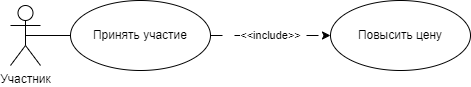 Принять участие
<<include>>
Повысить цену
Участник